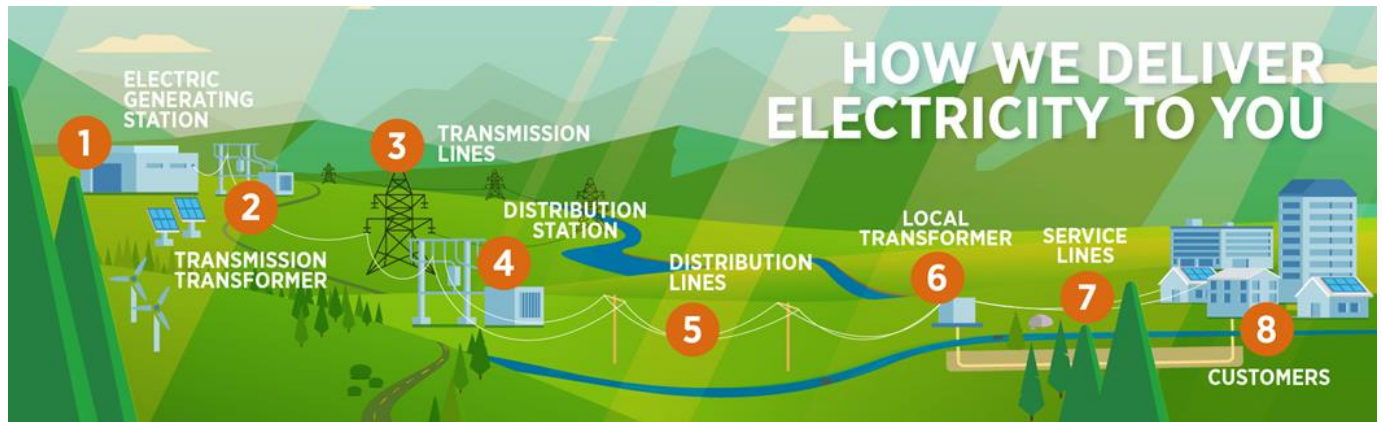 HOW WE DELIVER
ELECTRICITY TO YOU
1
ELECTRIC
GENERATING
STATION
2
TRANSMISSION
TRANSFORMER
3
TRANSMISSION
LINES
4
DISTRIBUTION
STATION
5
DISTRIBUTION
LINES
6
LOCAL
TRANSFORMER
7
SERVICE
LINES
8
CUSTOMERS